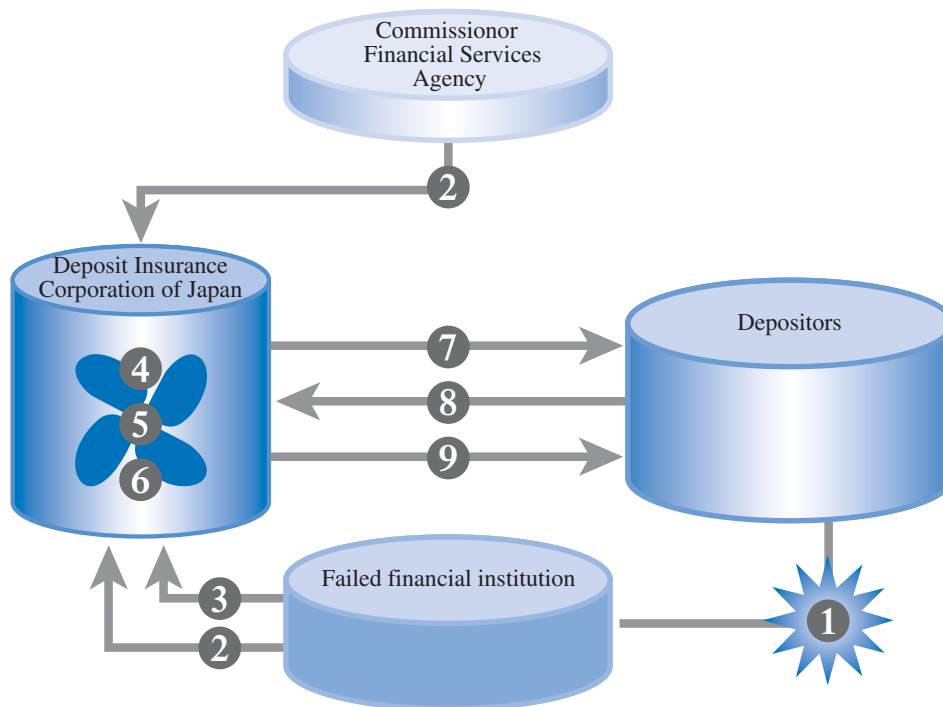 Commissionor
Financial Services
Agency
2
Deposit Insurance
Corporation of Japan
Depositors
4
7
8
5
9
6
Failed financial institution
3
1
2